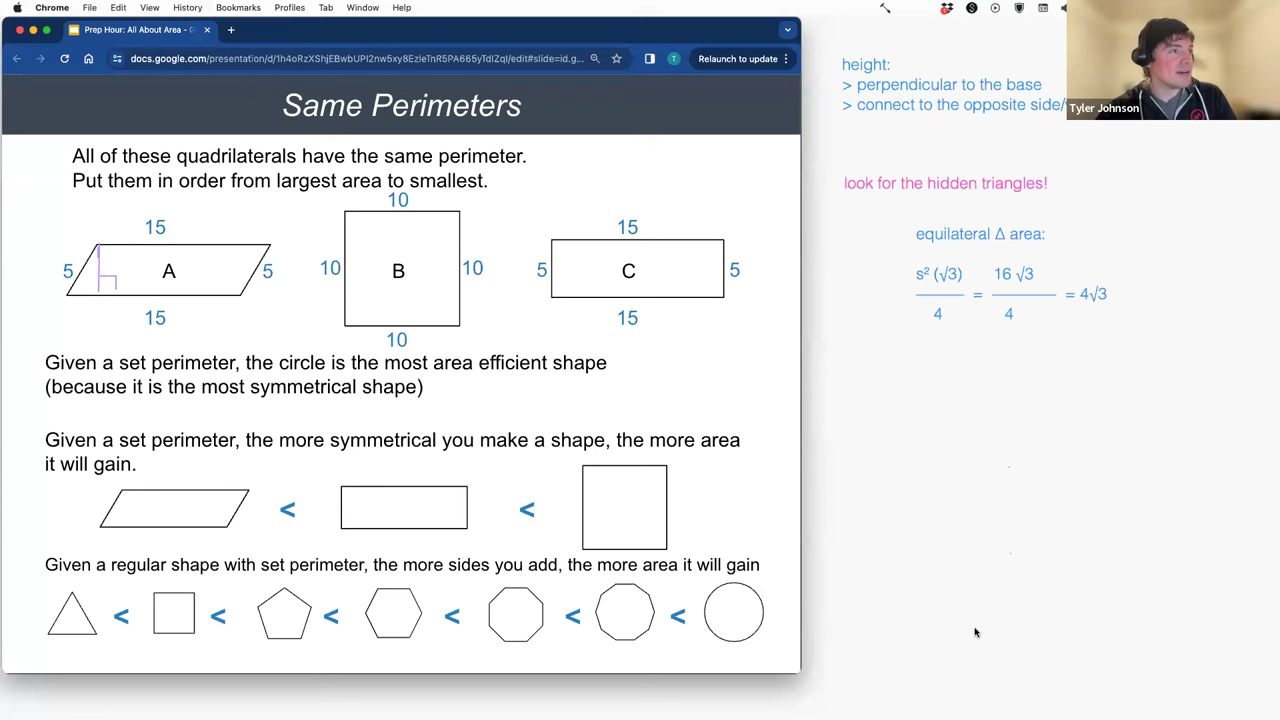 Chrome File Edit View History Bookmarks Profiles Tab Window Help
Prep Hour: All About Area - G
docs.google.com/presentation/d/1h4oRzXShjEBwbUPI2nw5xy8EzleTnR5PA665yTdIZqI/edit#slide=id.g...
T
Relaunch to update
Same Perimeters
All of these quadrilaterals have the same perimeter.
Put them in order from largest area to smallest.
15
5 A 5
15
10
10 B 10
10
15
5 C 5
15
Given a set perimeter, the circle is the most area efficient shape
(because it is the most symmetrical shape)
Given a set perimeter, the more symmetrical you make a shape, the more area
it will gain.
< <
Given a regular shape with set perimeter, the more sides you add, the more area it will gain
< < < < < <
height:
> perpendicular to the base
> connect to the opposite side/
Tyler Johnson
look for the hidden triangles!
equilateral Δ area:
s² (√3) 16 √3
= = 4√3
4 4